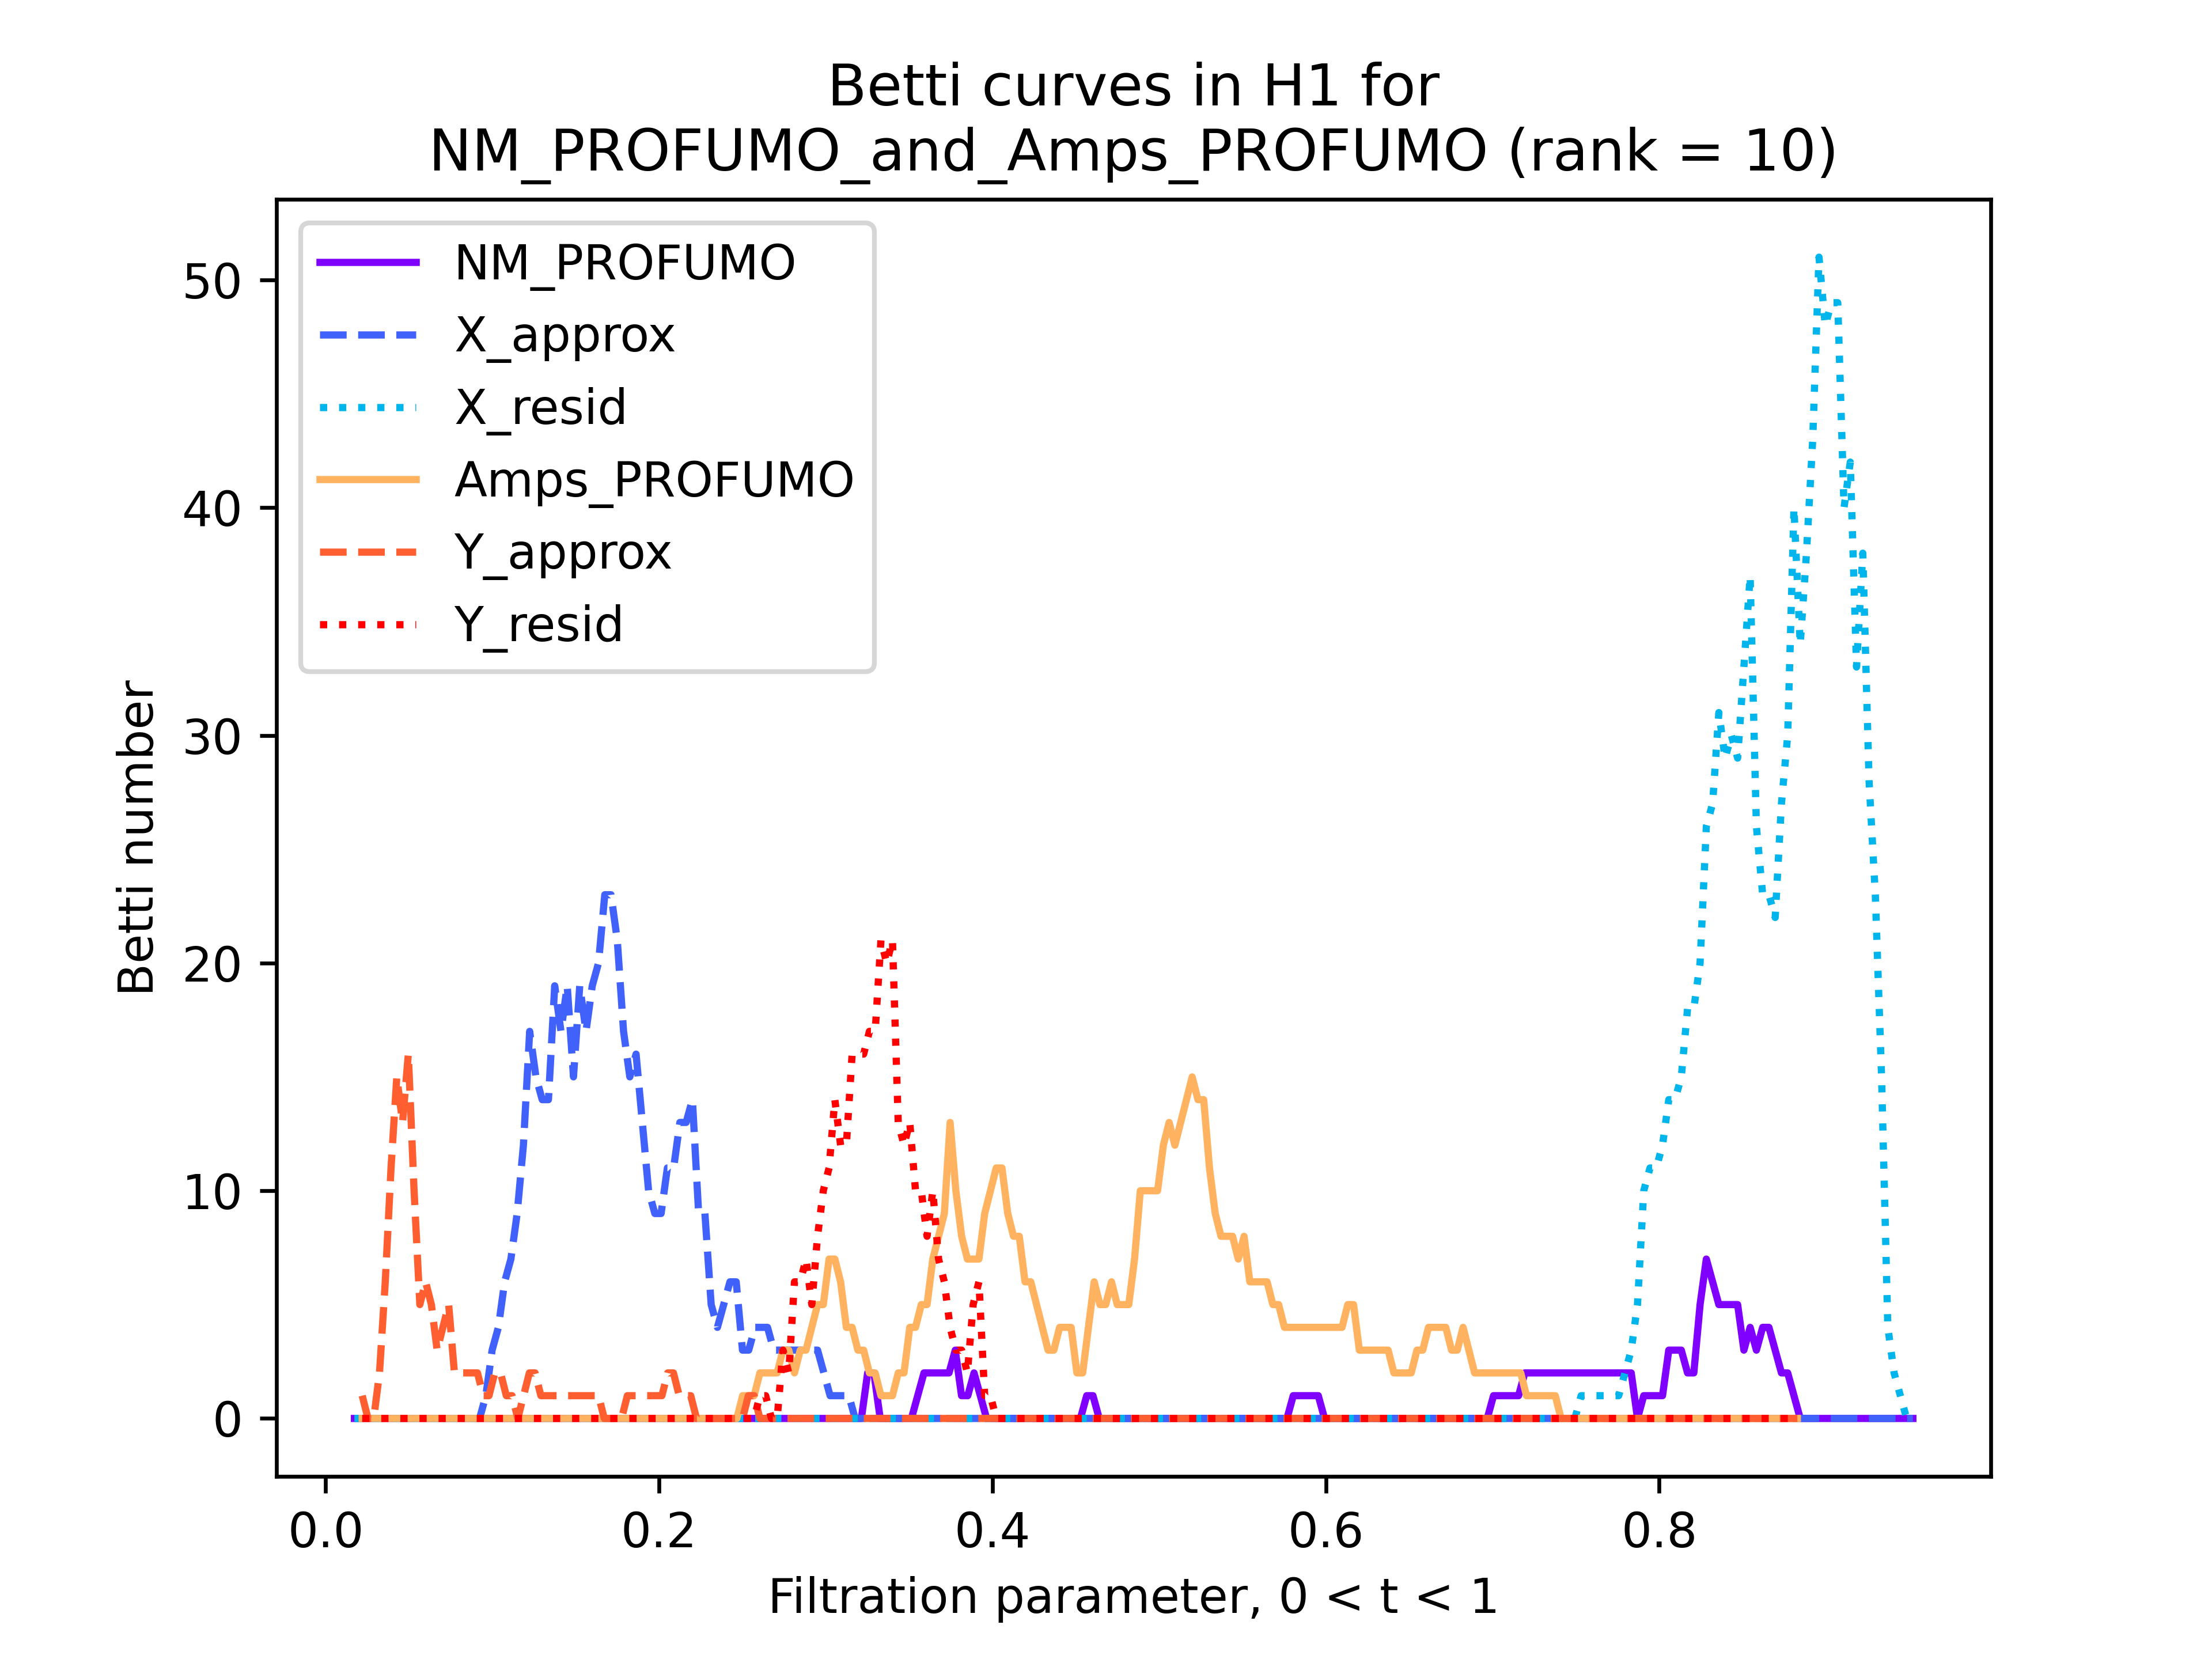 Betti curves in H1 for
NM_PROFUMO_and_Amps_PROFUMO (rank = 10)
NM_PROFUMO
X_approx
X_resid
Amps_PROFUMO
Y_approx
Y_resid
50
40
30
20
10
0
Betti number
0.0 0.2 0.4 0.6 0.8
Filtration parameter, 0 < t < 1